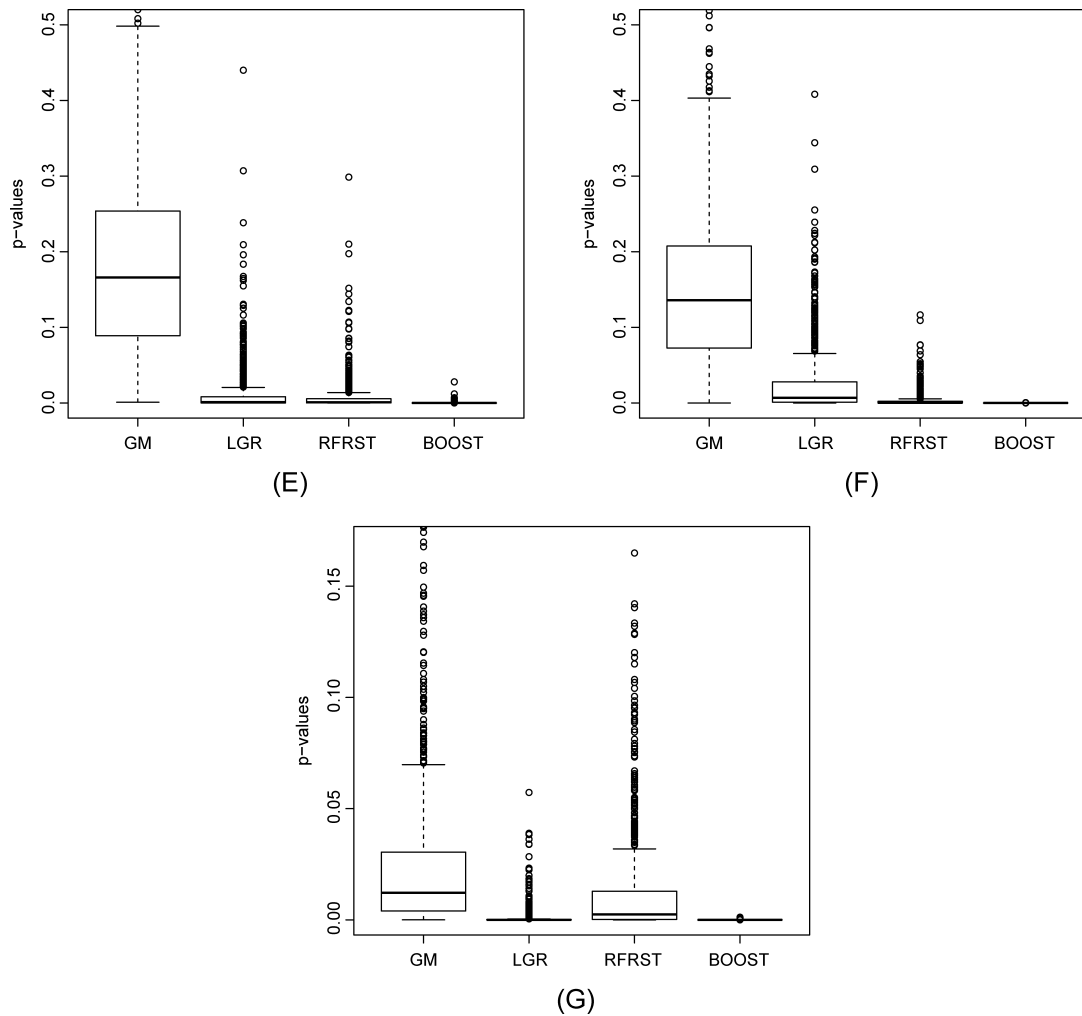 0.5
0.4
0.3
0.2
0.1
0.0
p-values
GM LGR RFRST BOOST
(E)
0.5
0.4
0.3
0.2
0.1
0.0
p-values
GM LGR RFRST BOOST
(F)
0.15
0.10
0.05
0.00
p-values
GM LGR RFRST BOOST
(G)